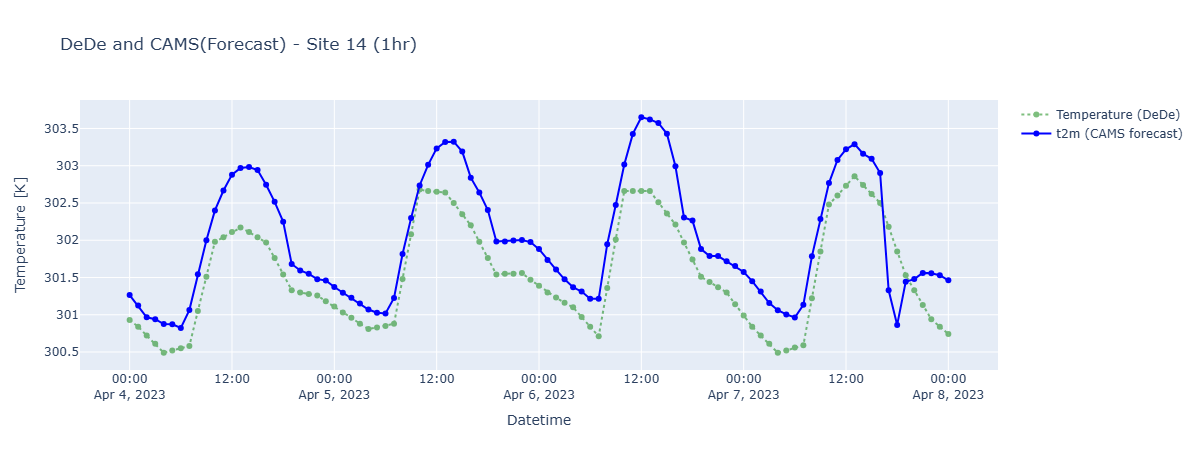 DeDe and CAMS(Forecast) - Site 14 (1hr)
Temperature (DeDe)
t2m (CAMS forecast)
Temperature [K]
303.5
303
302.5
302
301.5
301
300.5
00:00 12:00 00:00 12:00 00:00 12:00 00:00 12:00 00:00
Apr 4, 2023 Apr 5, 2023 Apr 6, 2023 Apr 7, 2023 Apr 8, 2023
Datetime